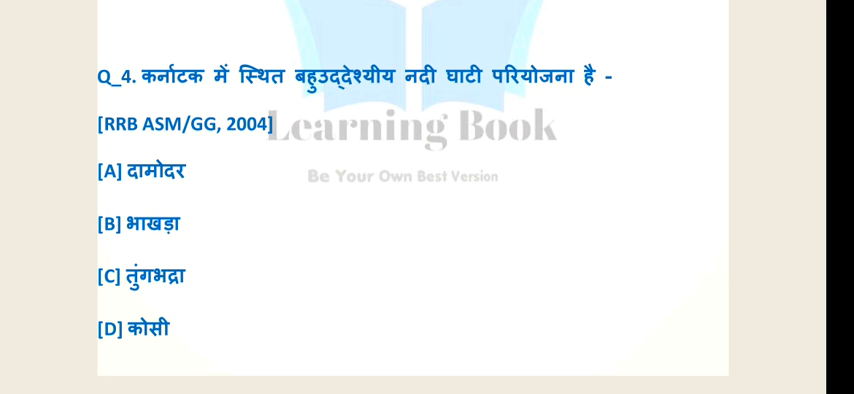 Q_4. कर्नाटक में स्थित बहुउद्देश्यीय नदी घाटी परियोजना है -
[RRB ASM/GG, 2004]
Learning Book
[A] दामोदर
Be Your Own Best Version
[B] भाखड़ा
[C] तुंगभद्रा
[D] कोसी